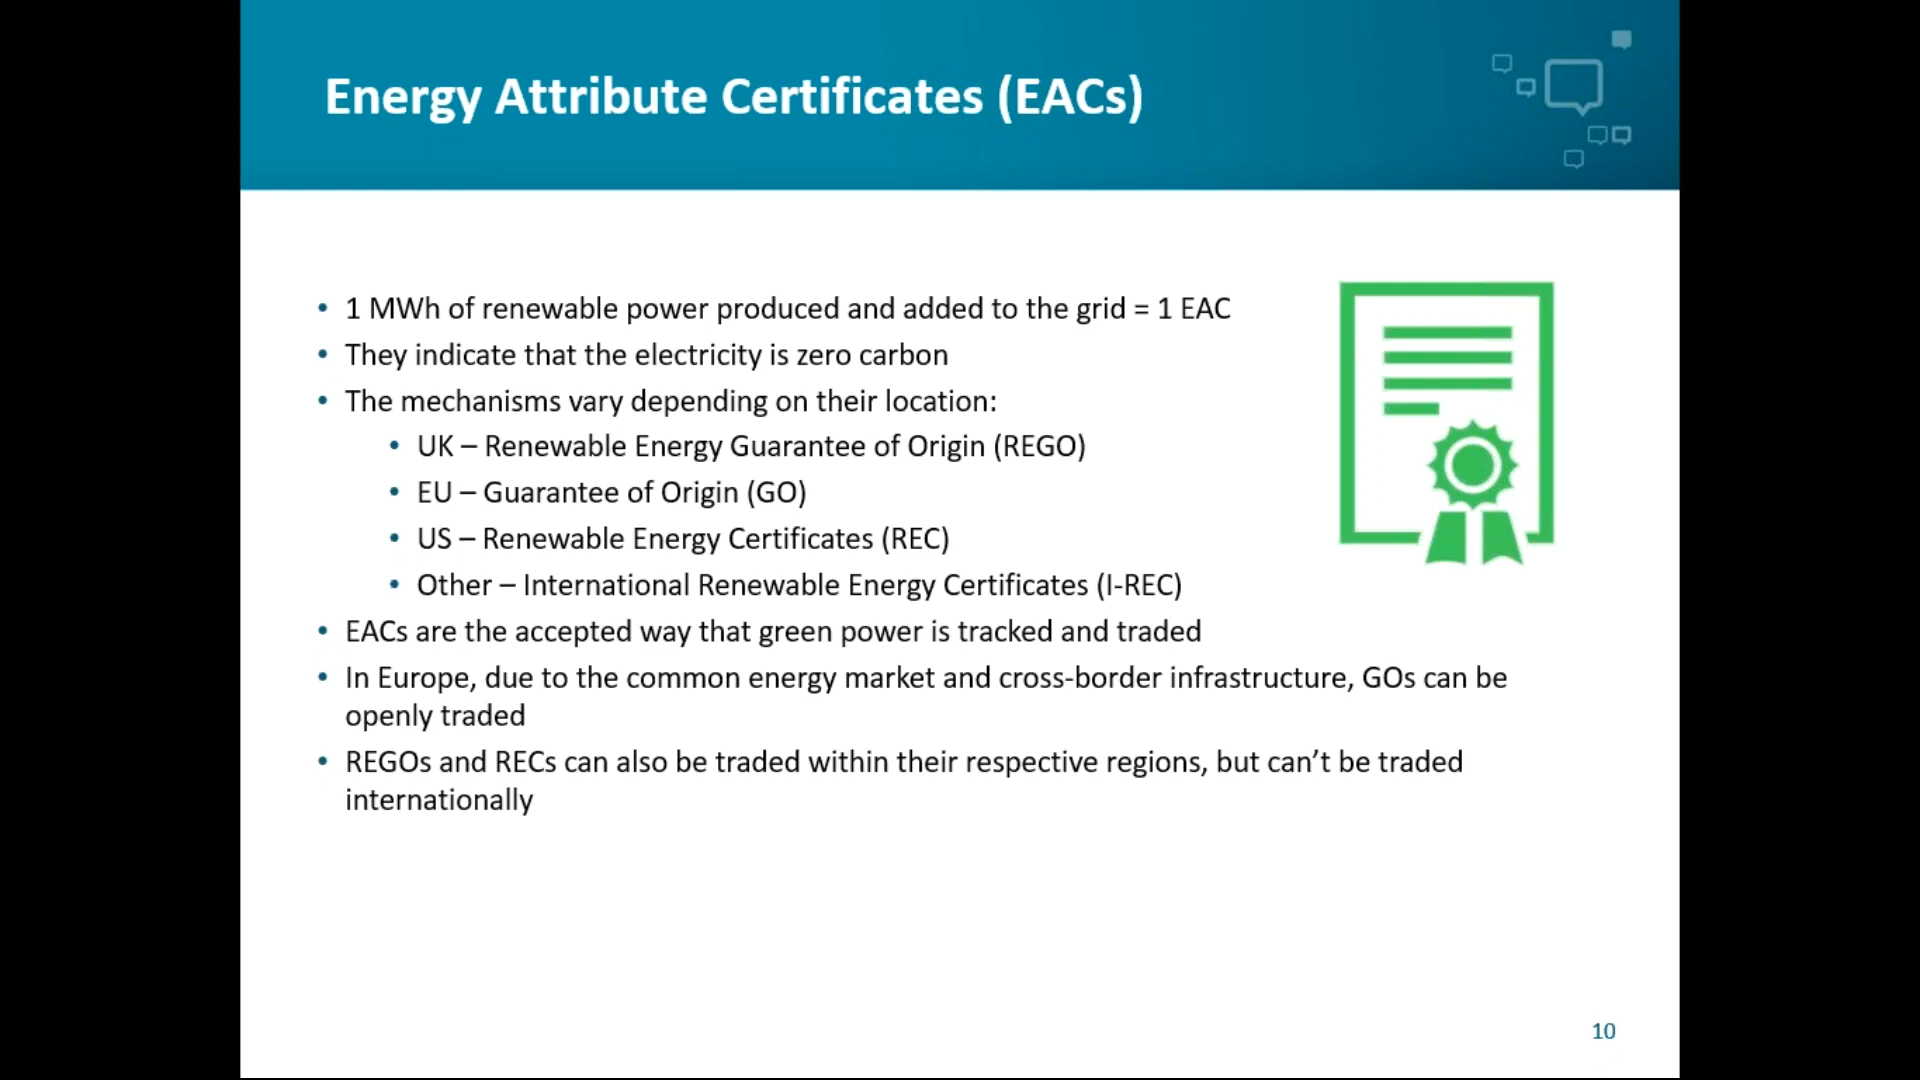 Energy Attribute Certificates (EACs)
• 1 MWh of renewable power produced and added to the grid = 1 EAC
• They indicate that the electricity is zero carbon
• The mechanisms vary depending on their location:
• UK – Renewable Energy Guarantee of Origin (REGO)
• EU – Guarantee of Origin (GO)
• US – Renewable Energy Certificates (REC)
• Other – International Renewable Energy Certificates (I-REC)
• EACs are the accepted way that green power is tracked and traded
• In Europe, due to the common energy market and cross-border infrastructure, GOs can be
openly traded
• REGOs and RECs can also be traded within their respective regions, but can’t be traded
internationally
10